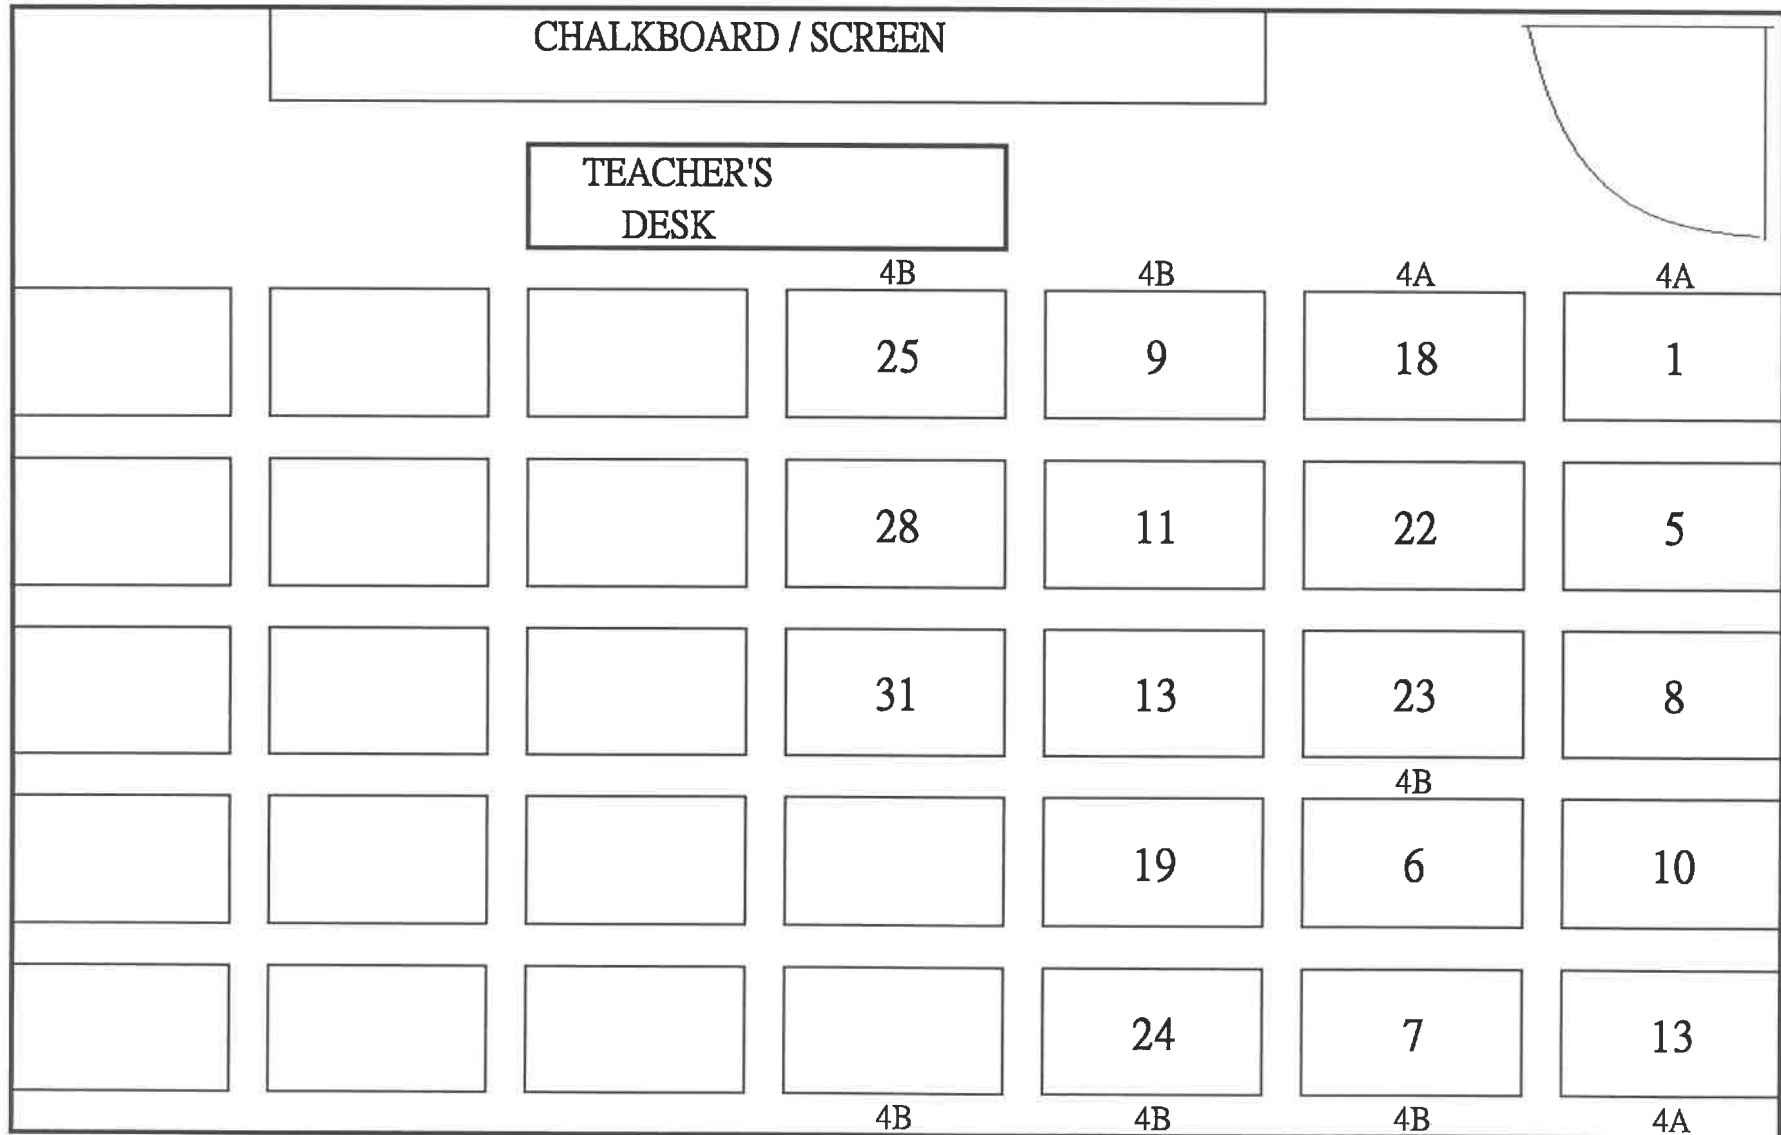 CHALKBOARD / SCREEN
TEACHER'S
DESK
4B 4B 4A 4A
25 9 18 1
28 11 22 5
31 13 23 8
4B
19 6 10
24 7 13
4B 4B 4B 4A